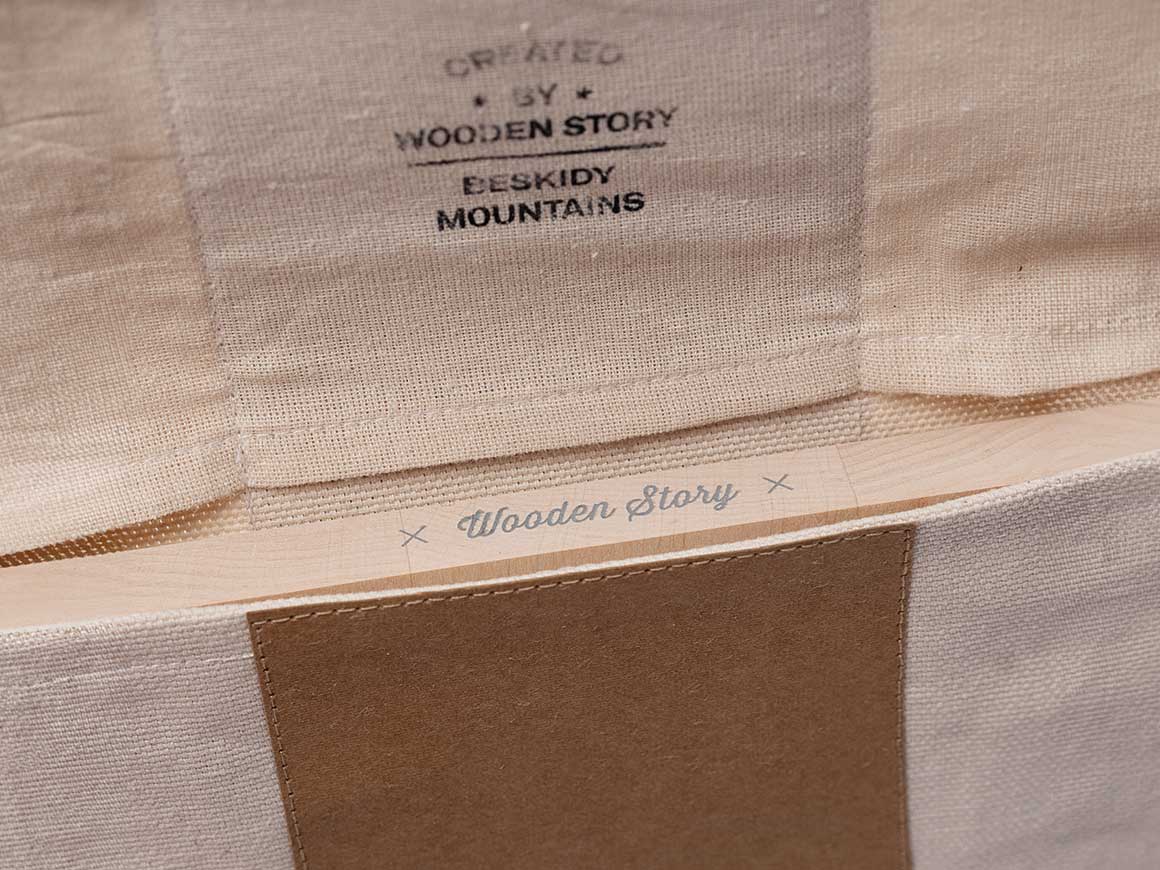 CREATED
* BY *
WOODEN STORY
BESKIDY
MOUNTAINS
× Wooden Story ×